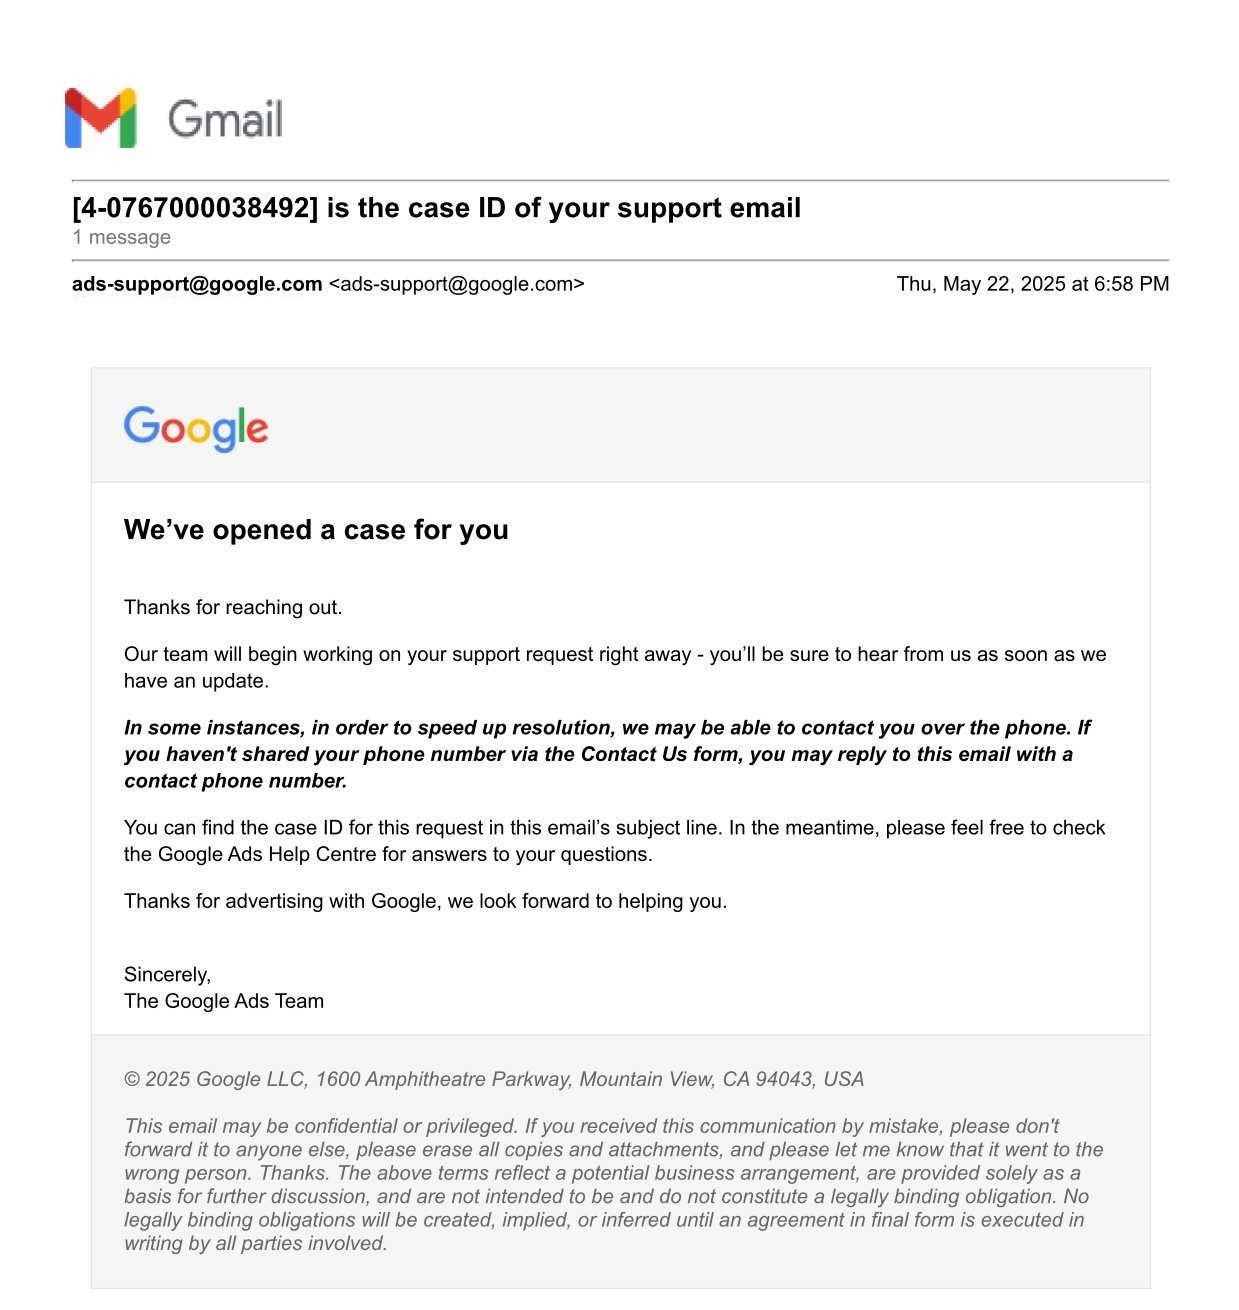 Gmail
[4-0767000038492] is the case ID of your support email
1 message
ads-support@google.com <ads-support@google.com> Thu, May 22, 2025 at 6:58 PM
Google
We’ve opened a case for you
Thanks for reaching out.
Our team will begin working on your support request right away - you’ll be sure to hear from us as soon as we
have an update.
In some instances, in order to speed up resolution, we may be able to contact you over the phone. If
you haven't shared your phone number via the Contact Us form, you may reply to this email with a
contact phone number.
You can find the case ID for this request in this email’s subject line. In the meantime, please feel free to check
the Google Ads Help Centre for answers to your questions.
Thanks for advertising with Google, we look forward to helping you.
Sincerely,
The Google Ads Team
© 2025 Google LLC, 1600 Amphitheatre Parkway, Mountain View, CA 94043, USA
This email may be confidential or privileged. If you received this communication by mistake, please don't
forward it to anyone else, please erase all copies and attachments, and please let me know that it went to the
wrong person. Thanks. The above terms reflect a potential business arrangement, are provided solely as a
basis for further discussion, and are not intended to be and do not constitute a legally binding obligation. No
legally binding obligations will be created, implied, or inferred until an agreement in final form is executed in
writing by all parties involved.